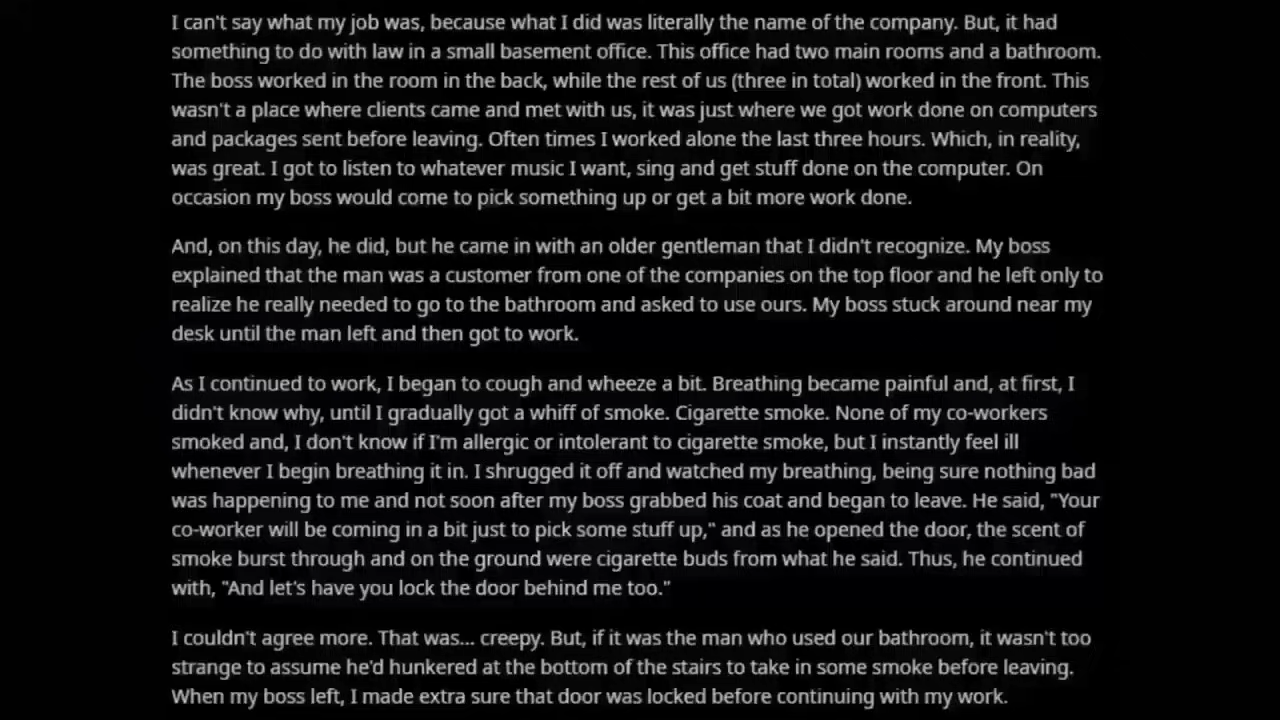 I can't say what my job was, because what I did was literally the name of the company. But, it had
something to do with law in a small basement office. This office had two main rooms and a bathroom.
The boss worked in the room in the back, while the rest of us (three in total) worked in the front. This
wasn't a place where clients came and met with us, it was just where we got work done on computers
and packages sent before leaving. Often times I worked alone the last three hours. Which, in reality,
was great. I got to listen to whatever music I want, sing and get stuff done on the computer. On
occasion my boss would come to pick something up or get a bit more work done.
And, on this day, he did, but he came in with an older gentleman that I didn't recognize. My boss
explained that the man was a customer from one of the companies on the top floor and he left only to
realize he really needed to go to the bathroom and asked to use ours. My boss stuck around near my
desk until the man left and then got to work.
As I continued to work, I began to cough and wheeze a bit. Breathing became painful and, at first, I
didn't know why, until I gradually got a whiff of smoke. Cigarette smoke. None of my co-workers
smoked and, I don't know if I'm allergic or intolerant to cigarette smoke, but I instantly feel ill
whenever I begin breathing it in. I shrugged it off and watched my breathing, being sure nothing bad
was happening to me and not soon after my boss grabbed his coat and began to leave. He said, "Your
co-worker will be coming in a bit just to pick some stuff up," and as he opened the door, the scent of
smoke burst through and on the ground were cigarette buds from what he said. Thus, he continued
with, "And let's have you lock the door behind me too."
I couldn't agree more. That was... creepy. But, if it was the man who used our bathroom, it wasn't too
strange to assume he'd hunkered at the bottom of the stairs to take in some smoke before leaving.
When my boss left, I made extra sure that door was locked before continuing with my work.